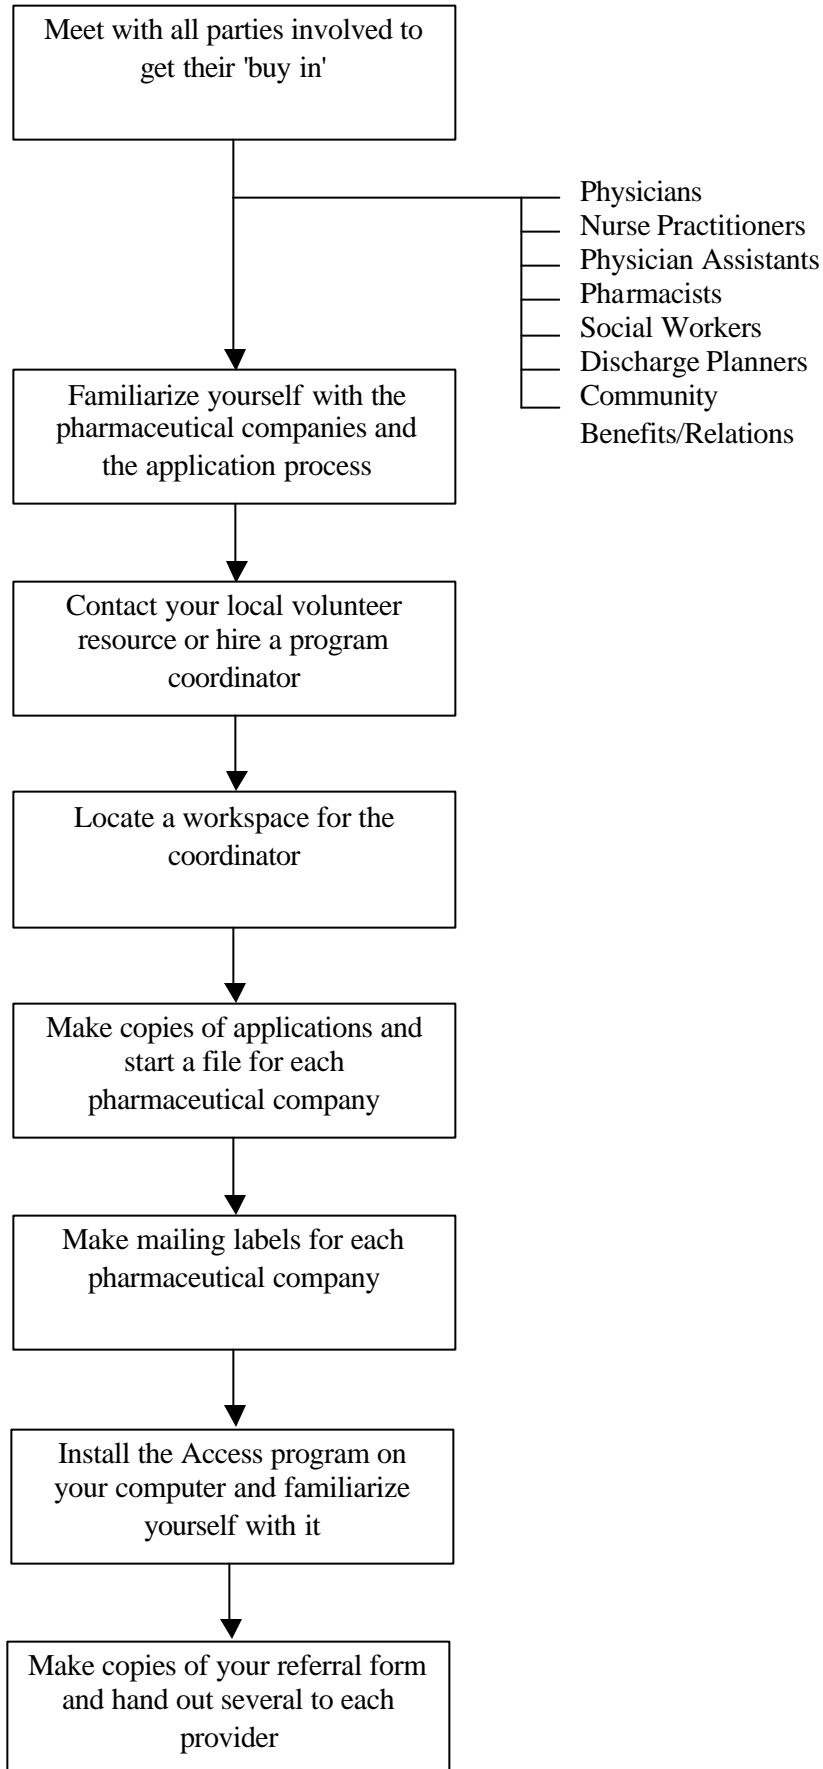 Meet with all parties involved to
get their 'buy in'
Physicians
Nurse Practitioners
Physician Assistants
Pharmacists
Social Workers
Discharge Planners
Community
Benefits/Relations
Familiarize yourself with the
pharmaceutical companies and
the application process
Contact your local volunteer
resource or hire a program
coordinator
Locate a workspace for the
coordinator
Make copies of applications and
start a file for each
pharmaceutical company
Make mailing labels for each
pharmaceutical company
Install the Access program on
your computer and familiarize
yourself with it
Make copies of your referral form
and hand out several to each
provider